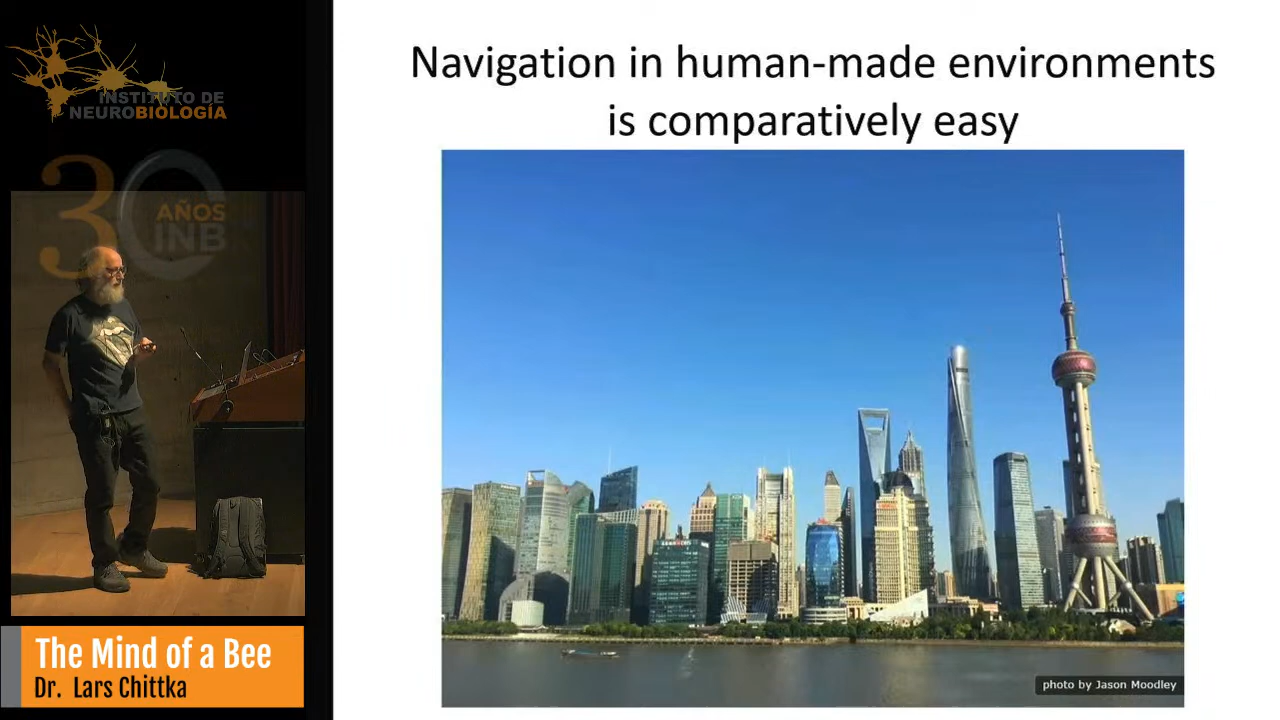 INSTITUTO DE
NEUROBIOLOGÍA
30
AÑOS
INB
The Mind of a Bee
Dr. Lars Chittka
Navigation in human-made environments
is comparatively easy
photo by Jason Moodley